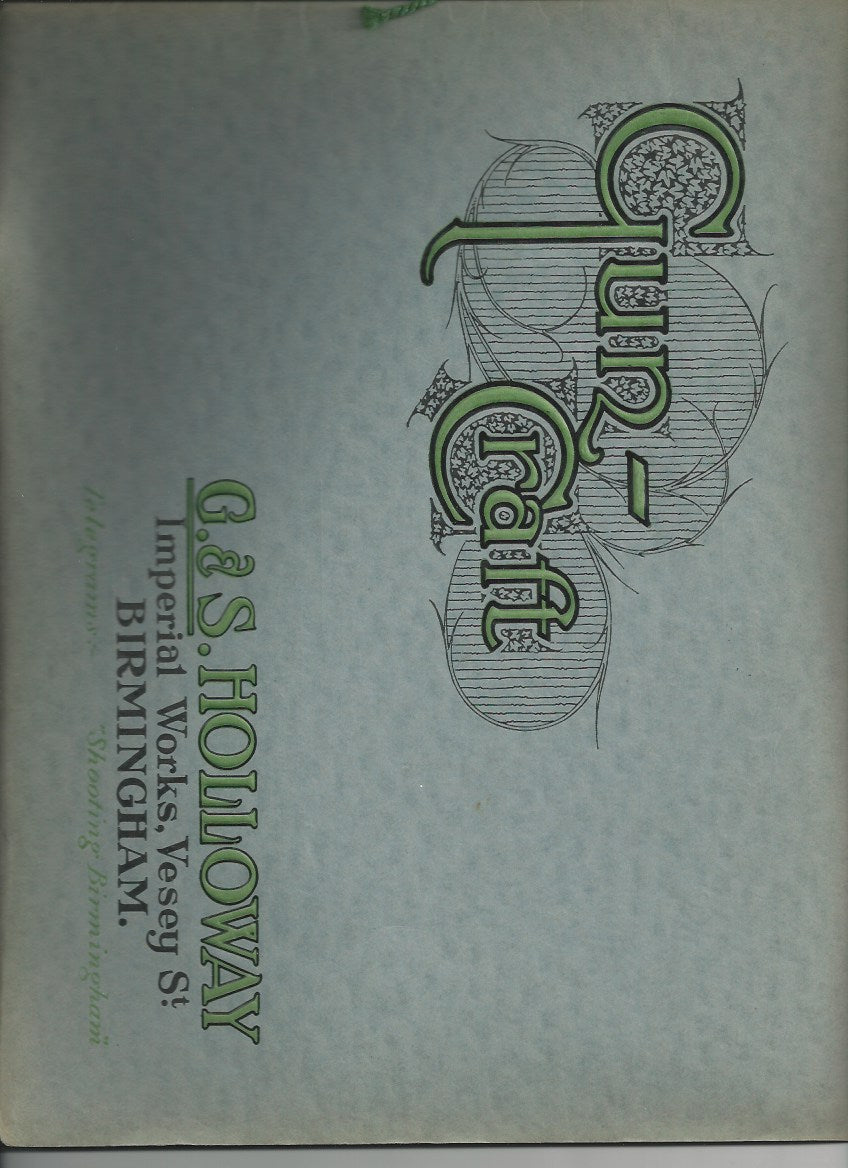 Gun-
Craft
G. & S. HOLLOWAY
Imperial Works, Vesey St.
BIRMINGHAM.
Telegrams:- "Shooting Birmingham"